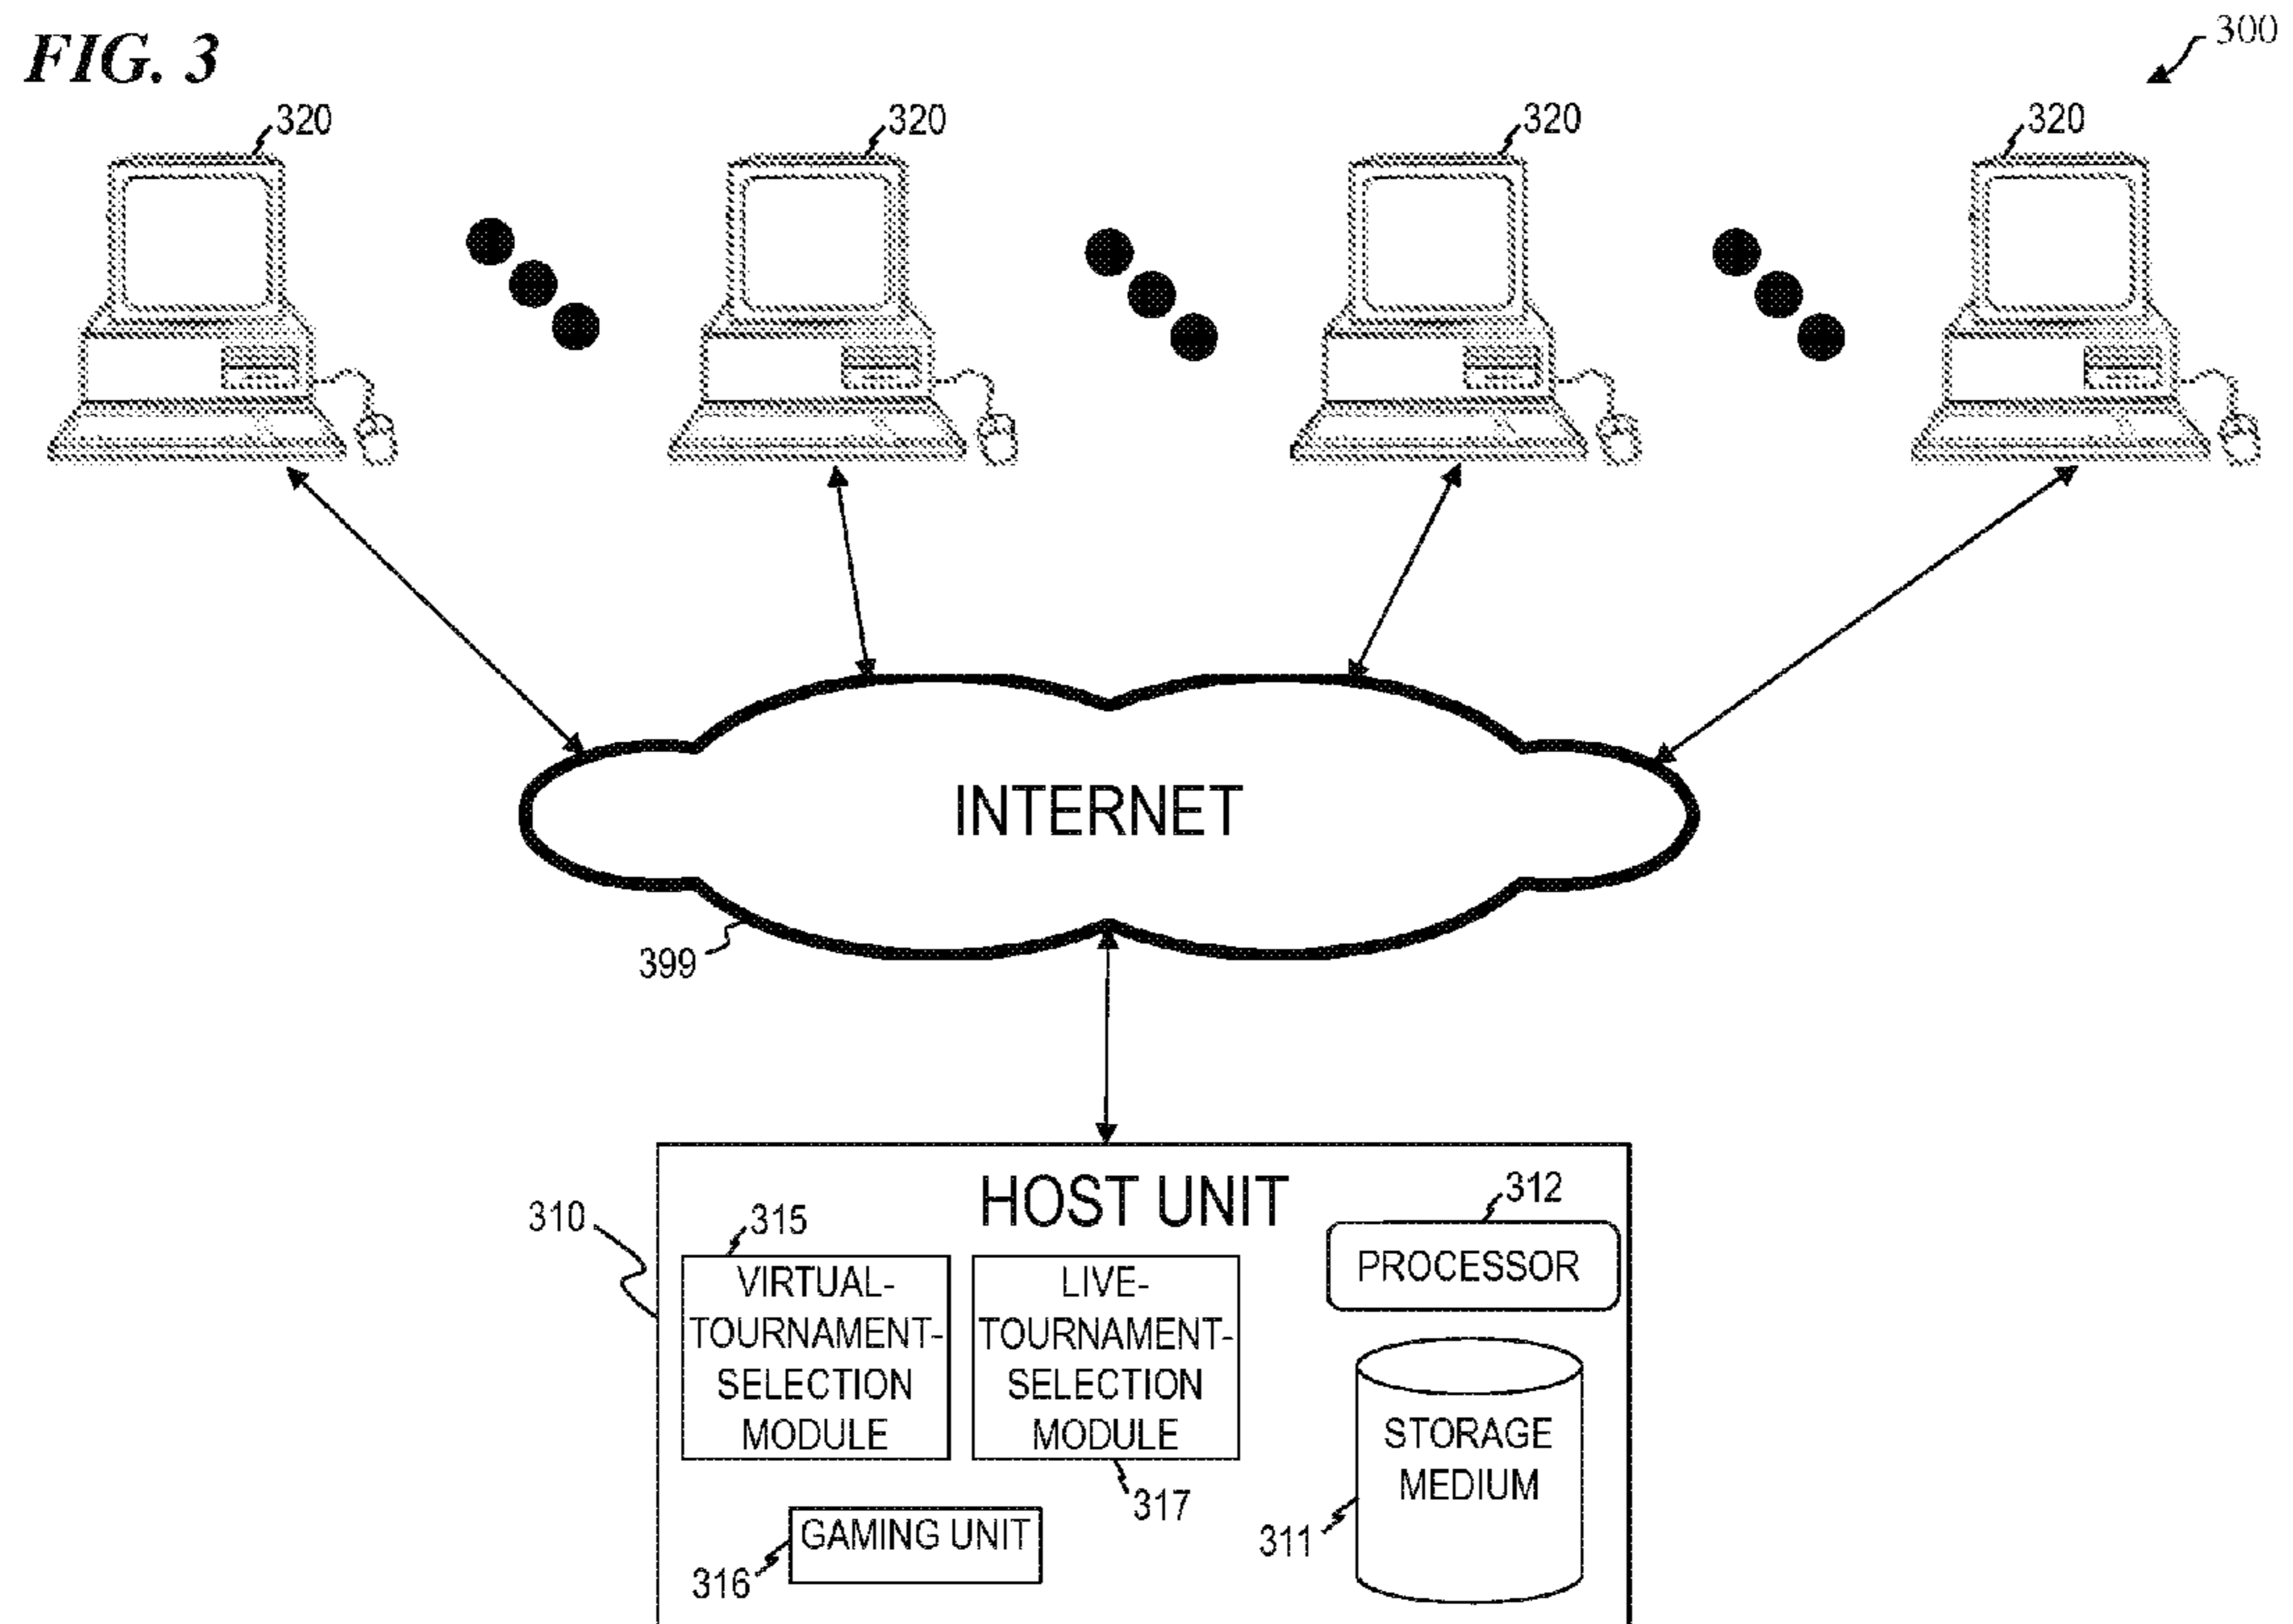 FIG. 3
300
320
320
320
320
INTERNET
399
HOST UNIT
310
315
312
VIRTUAL-
TOURNAMENT-
SELECTION
MODULE
LIVE-
TOURNAMENT-
SELECTION
MODULE
317
PROCESSOR
STORAGE
MEDIUM
311
GAMING UNIT
316